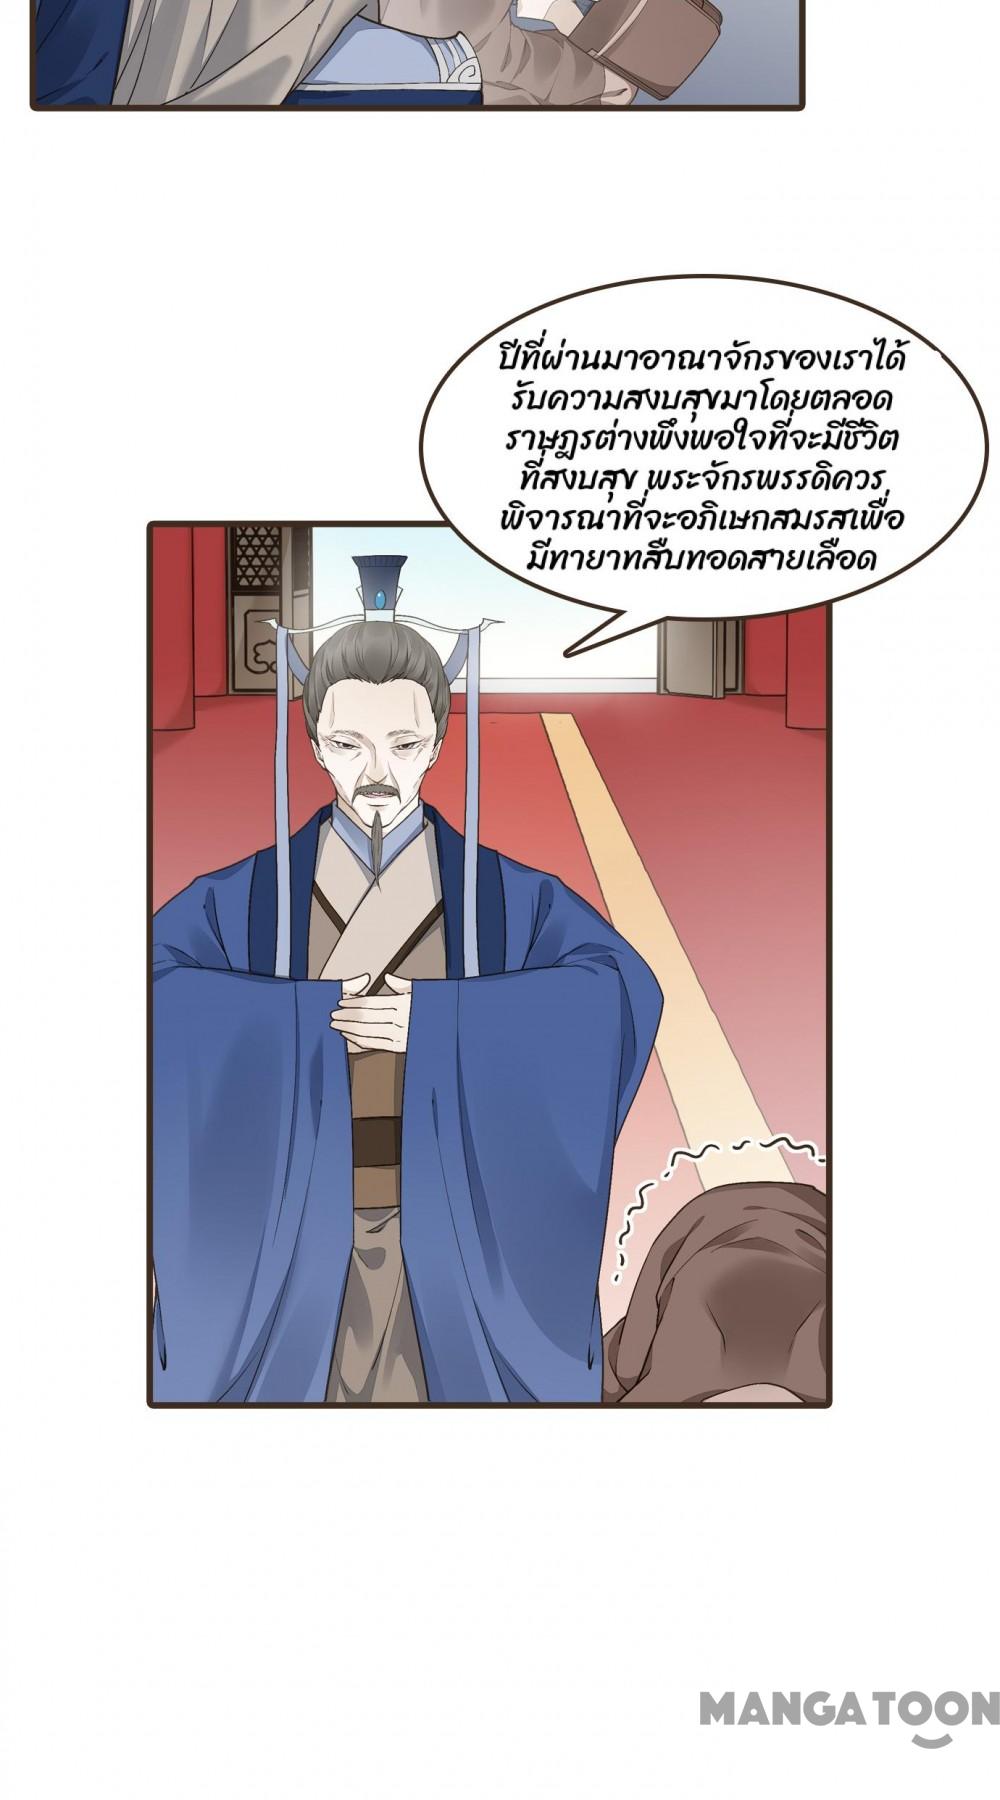 ปีที่ผ่านมาอาณาจักรของเราได้
รับความสงบสุขมาโดยตลอด
ราษฎรต่างพึงพอใจที่จะมีชีวิต
ที่สงบสุข พระจักรพรรดิควร
พิจารณาที่จะอภิเษกสมรสเพื่อ
มีทายาทสืบทอดสายเลือด
MANGATOON